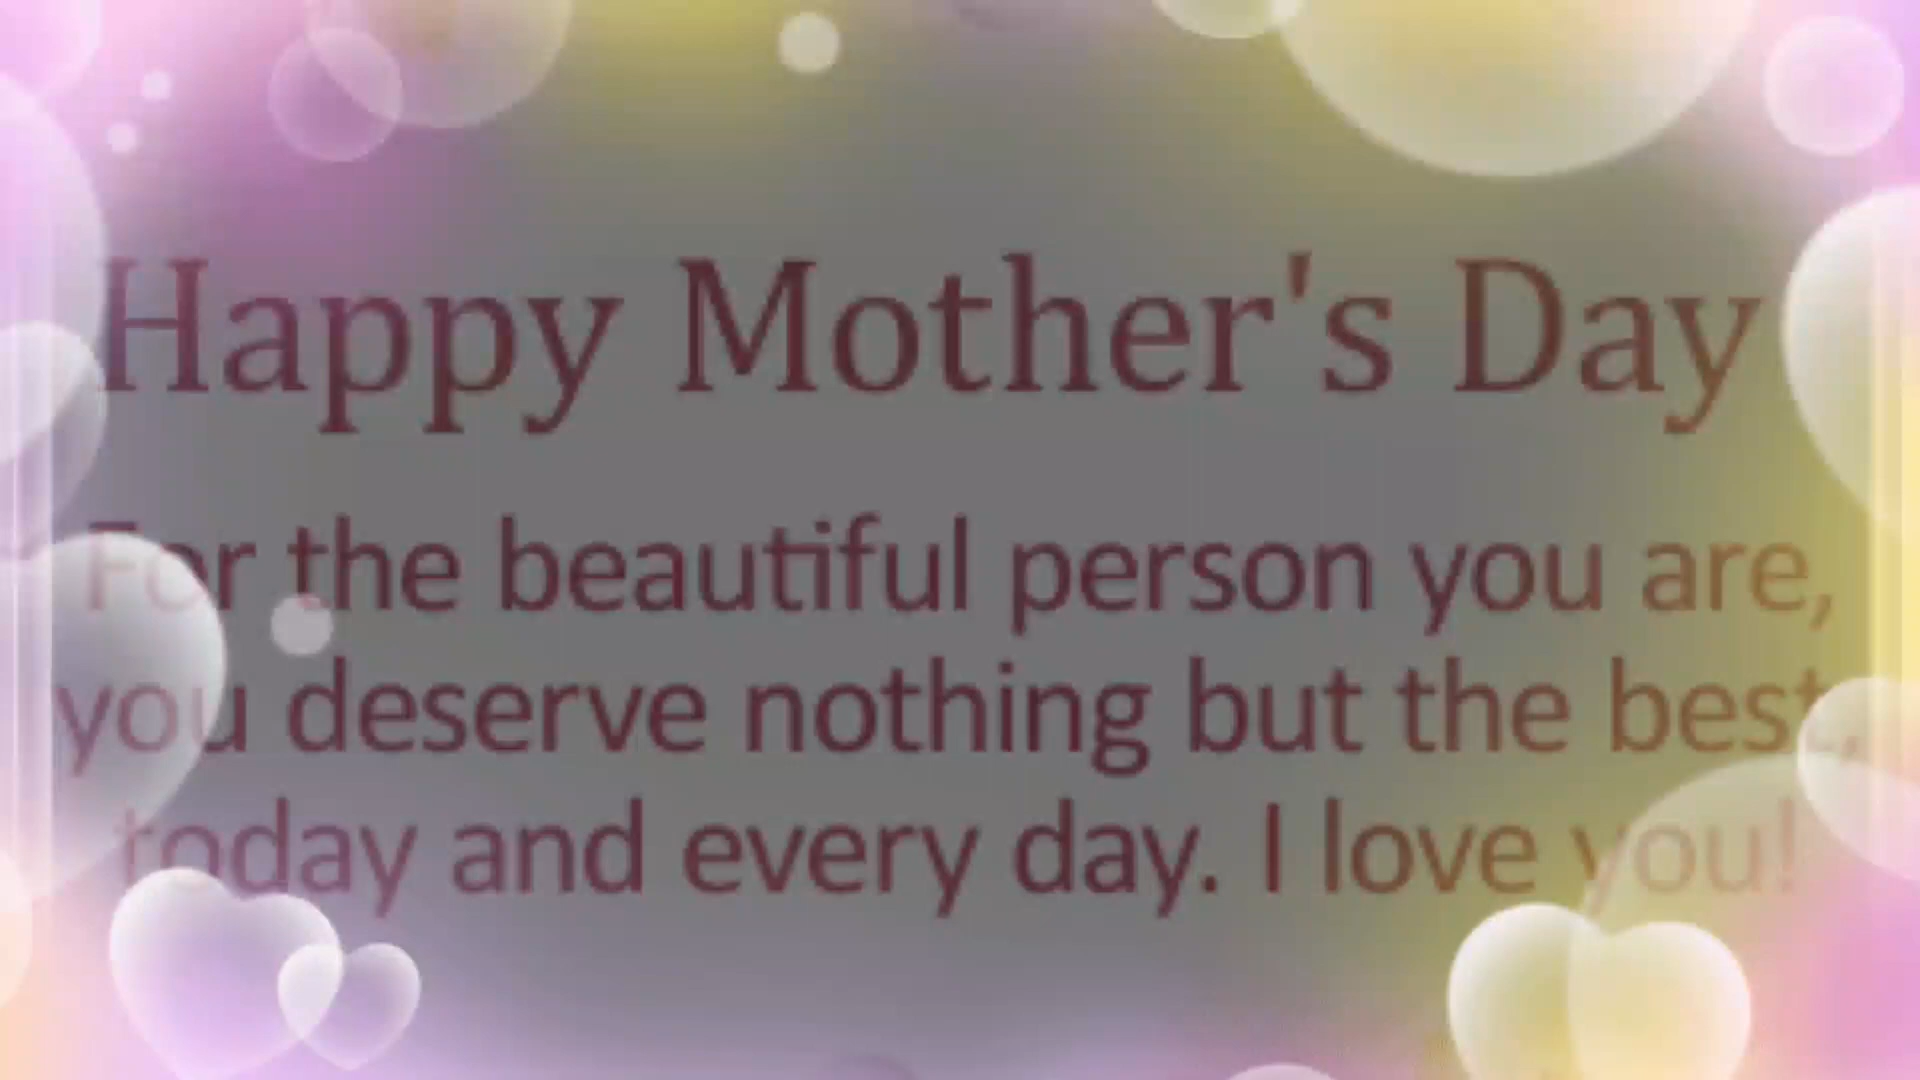 Happy Mother's Day
For the beautiful person you are,
you deserve nothing but the best,
today and every day. I love you!